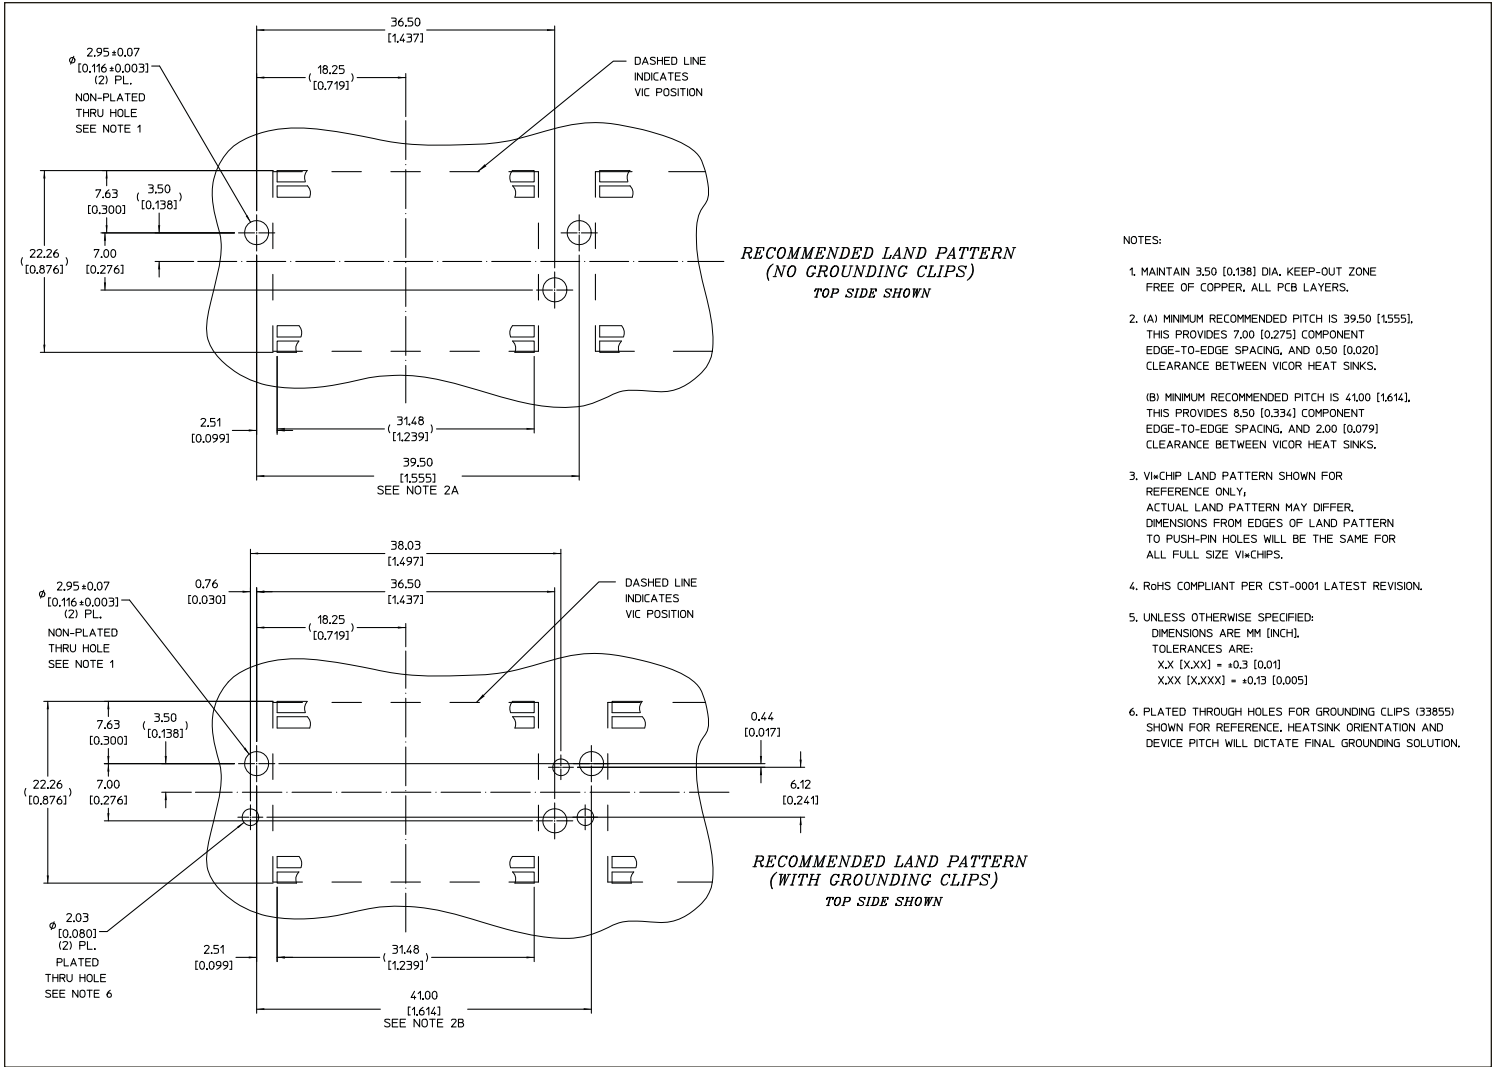 36.50
[1.437]
⌀ 2.95±0.07
[0.116±0.003]
(2) PL.
NON-PLATED
THRU HOLE
SEE NOTE 1
(18.25
[0.719])
DASHED LINE
INDICATES
VIC POSITION
7.63
[0.300]
(3.50
[0.138])
(22.26
[0.876])
7.00
[0.276]
RECOMMENDED LAND PATTERN
(NO GROUNDING CLIPS)
TOP SIDE SHOWN
2.51
[0.099]
(31.48
[1.239])
39.50
[1.555]
SEE NOTE 2A
38.03
[1.497]
0.76
[0.030]
36.50
[1.437]
⌀ 2.95±0.07
[0.116±0.003]
(2) PL.
NON-PLATED
THRU HOLE
SEE NOTE 1
(18.25
[0.719])
DASHED LINE
INDICATES
VIC POSITION
7.63
[0.300]
(3.50
[0.138])
0.44
[0.017]
(22.26
[0.876])
7.00
[0.276]
6.12
[0.241]
RECOMMENDED LAND PATTERN
(WITH GROUNDING CLIPS)
TOP SIDE SHOWN
⌀ 2.03
[0.080]
(2) PL.
PLATED
THRU HOLE
SEE NOTE 6
2.51
[0.099]
(31.48
[1.239])
41.00
[1.614]
SEE NOTE 2B
NOTES:
1. MAINTAIN 3.50 [0.138] DIA. KEEP-OUT ZONE
FREE OF COPPER, ALL PCB LAYERS.
2. (A) MINIMUM RECOMMENDED PITCH IS 39.50 [1.555].
THIS PROVIDES 7.00 [0.275] COMPONENT
EDGE-TO-EDGE SPACING, AND 0.50 [0.020]
CLEARANCE BETWEEN VICOR HEAT SINKS.
(B) MINIMUM RECOMMENDED PITCH IS 41.00 [1.614].
THIS PROVIDES 8.50 [0.334] COMPONENT
EDGE-TO-EDGE SPACING, AND 2.00 [0.079]
CLEARANCE BETWEEN VICOR HEAT SINKS.
3. VI*CHIP LAND PATTERN SHOWN FOR
REFERENCE ONLY;
ACTUAL LAND PATTERN MAY DIFFER.
DIMENSIONS FROM EDGES OF LAND PATTERN
TO PUSH-PIN HOLES WILL BE THE SAME FOR
ALL FULL SIZE VI*CHIPS.
4. RoHS COMPLIANT PER CST-0001 LATEST REVISION.
5. UNLESS OTHERWISE SPECIFIED:
DIMENSIONS ARE MM [INCH].
TOLERANCES ARE:
X.X [X.XX] = ±0.3 [0.01]
X.XX [X.XXX] = ±0.13 [0.005]
6. PLATED THROUGH HOLES FOR GROUNDING CLIPS (33855)
SHOWN FOR REFERENCE. HEATSINK ORIENTATION AND
DEVICE PITCH WILL DICTATE FINAL GROUNDING SOLUTION.